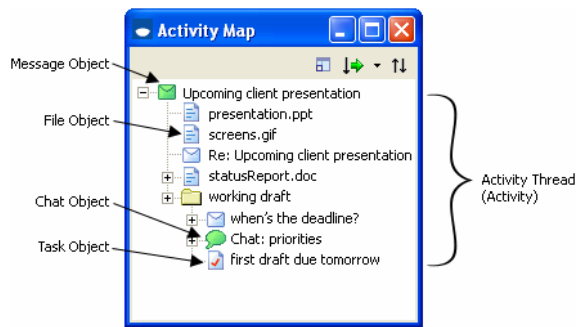 Activity Map
Message Object
Upcoming client presentation
presentation.ppt
File Object
screens.gif
Re: Upcoming client presentation
statusReport.doc
Activity Thread
(Activity)
working draft
Chat Object
when's the deadline?
Chat: priorities
Task Object
first draft due tomorrow